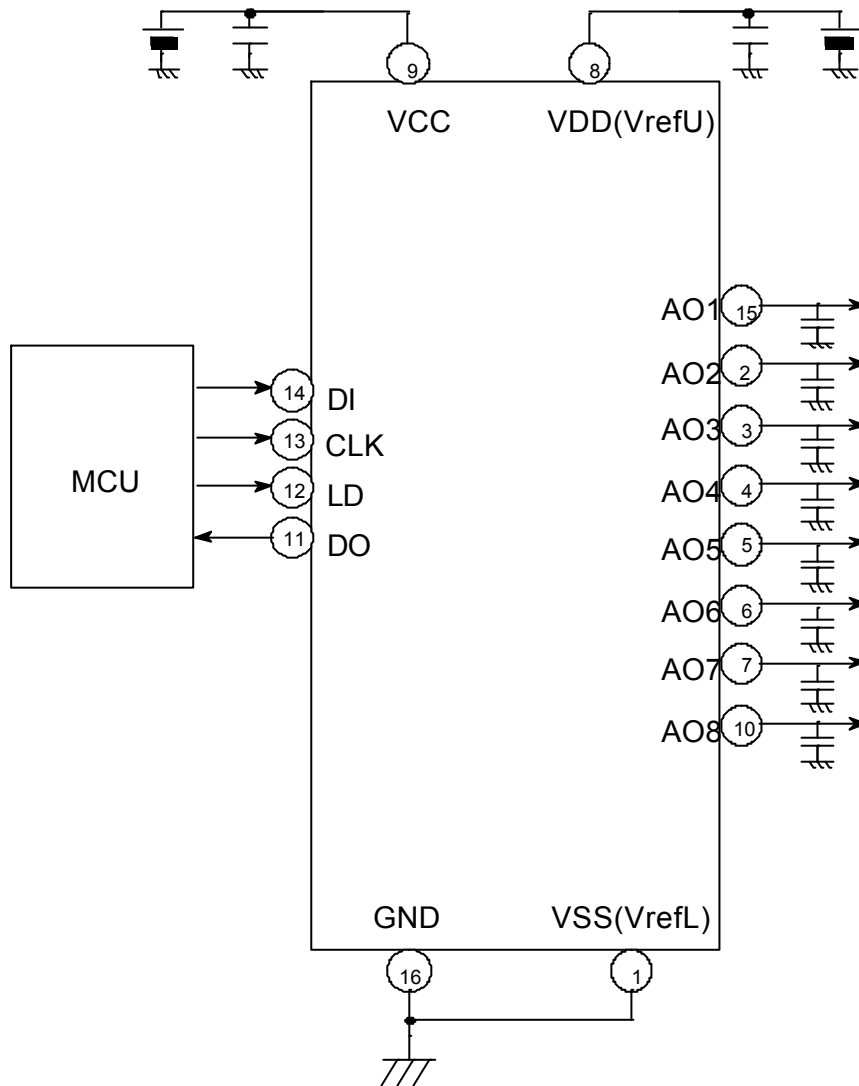 9 8
VCC VDD(VrefU)
AO1 15
AO2 2
14 DI
AO3 3
13 CLK
MCU
12 LD
AO4 4
11 DO
AO5 5
AO6 6
AO7 7
AO8 10
GND VSS(VrefL)
16 1